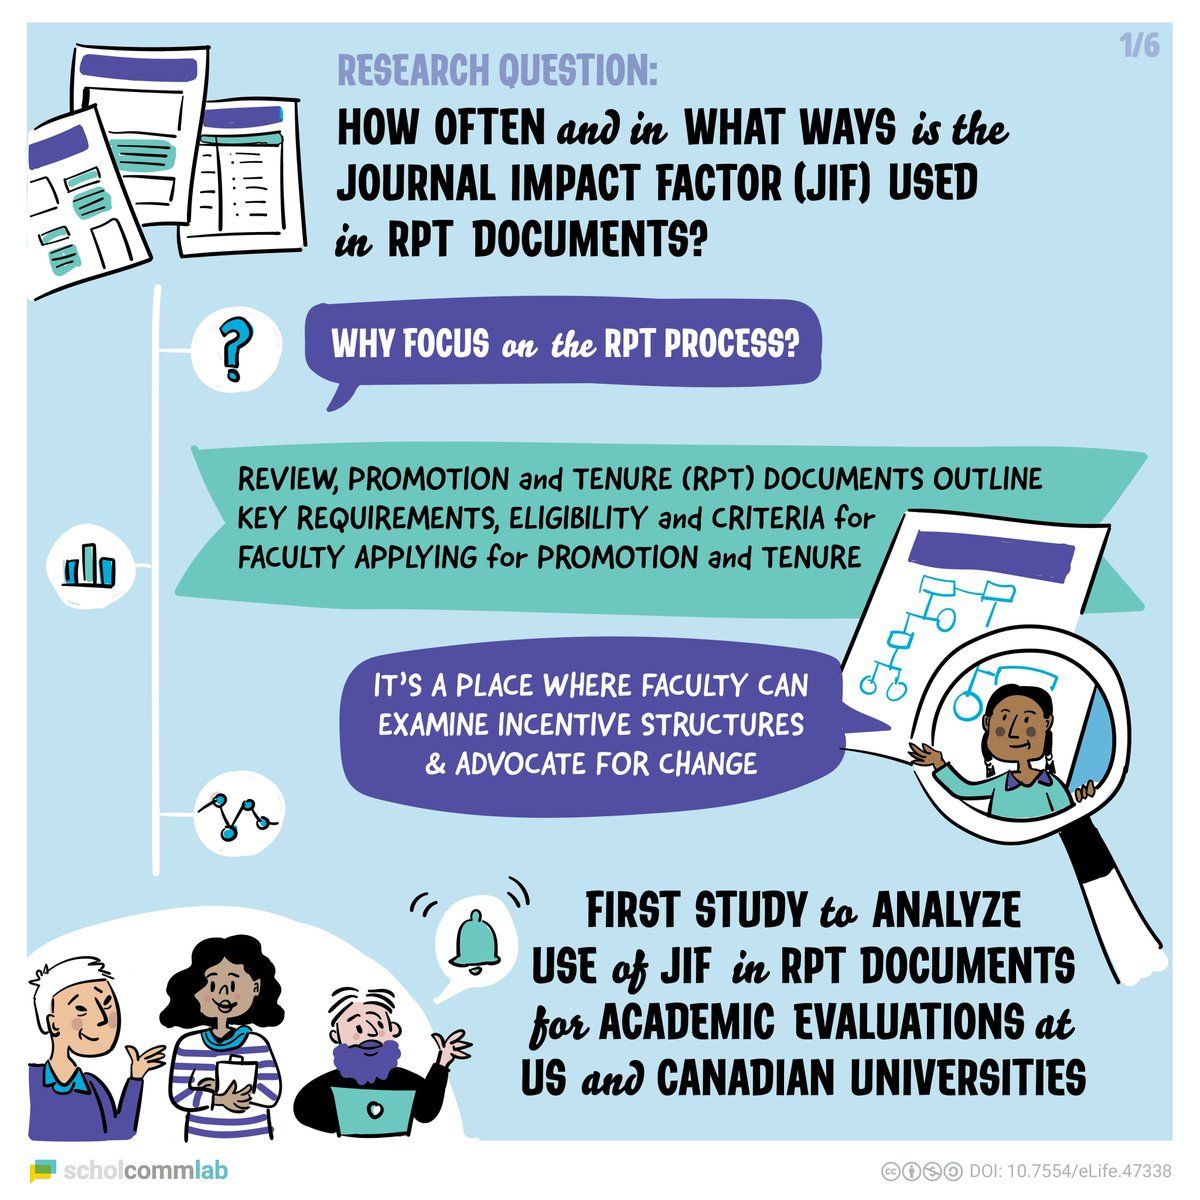 1/6
RESEARCH QUESTION:
HOW OFTEN and in WHAT WAYS is the
JOURNAL IMPACT FACTOR (JIF) USED
in RPT DOCUMENTS?
?
WHY FOCUS on the RPT PROCESS?
REVIEW, PROMOTION and TENURE (RPT) DOCUMENTS OUTLINE
KEY REQUIREMENTS, ELIGIBILITY and CRITERIA for
FACULTY APPLYING for PROMOTION and TENURE
IT'S A PLACE WHERE FACULTY CAN
EXAMINE INCENTIVE STRUCTURES
& ADVOCATE FOR CHANGE
FIRST STUDY to ANALYZE
USE of JIF in RPT DOCUMENTS
for ACADEMIC EVALUATIONS at
US and CANADIAN UNIVERSITIES
scholcommlab
DOI: 10.7554/eLife.47338